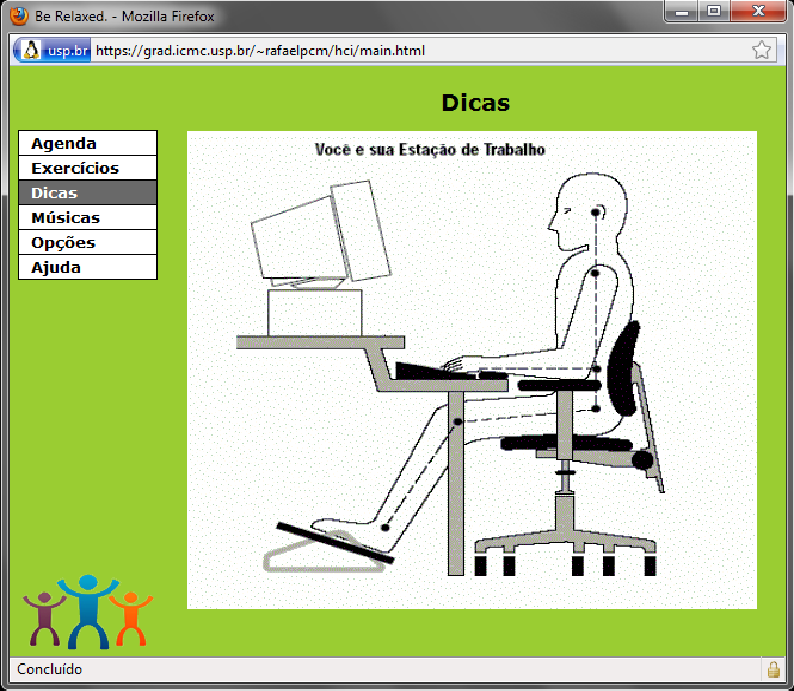 Be Relaxed. - Mozilla Firefox
usp.br https://grad.icmc.usp.br/~rafaelpcm/hci/main.html
Dicas
Agenda
Exercícios
Dicas
Músicas
Opções
Ajuda
Você e sua Estação de Trabalho
Concluído